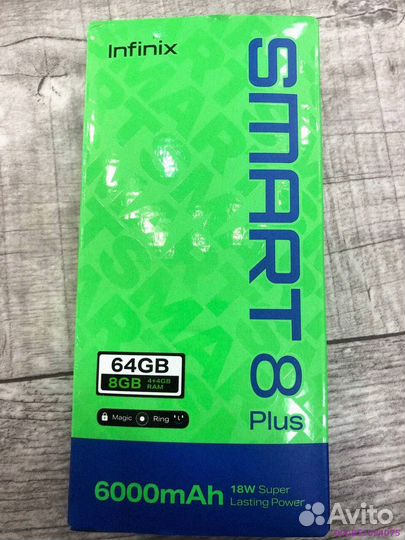 Infinix
SMART 8
Plus
64GB
8GB 4+4GB RAM
Magic Ring
6000mAh 18W Super
Lasting Power
Avito